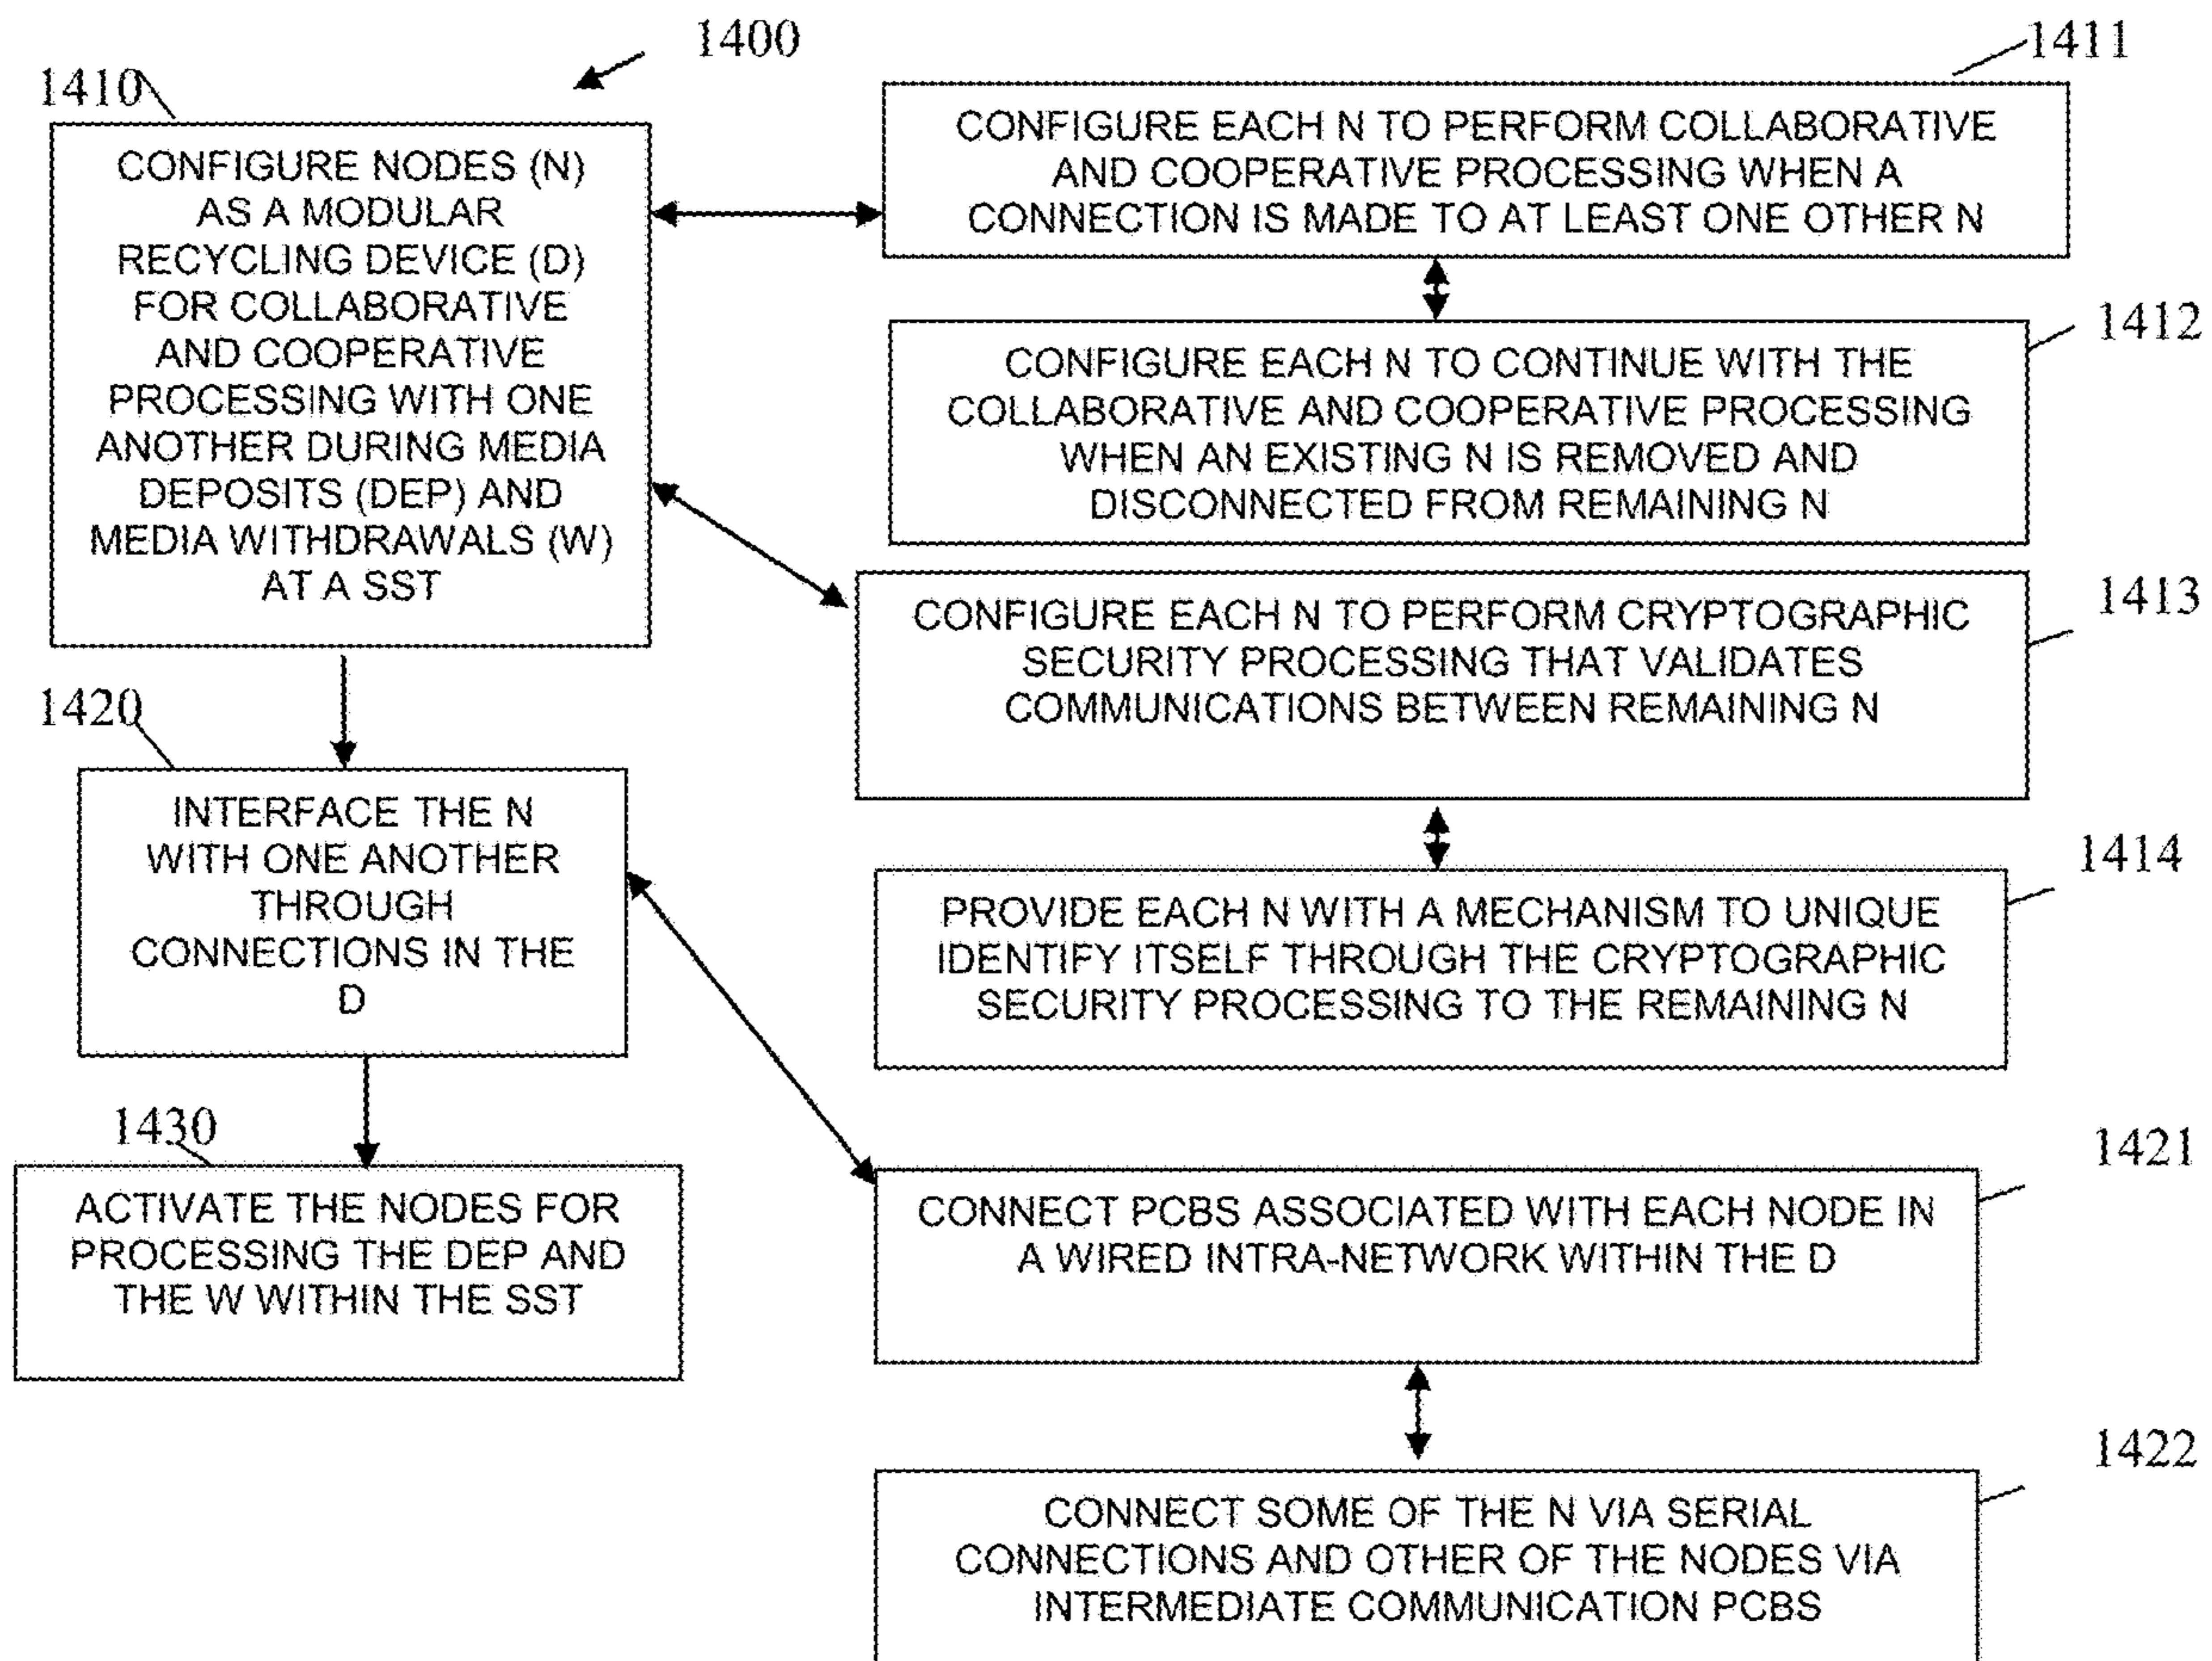 1400
1410
CONFIGURE NODES (N)
AS A MODULAR
RECYCLING DEVICE (D)
FOR COLLABORATIVE
AND COOPERATIVE
PROCESSING WITH ONE
ANOTHER DURING MEDIA
DEPOSITS (DEP) AND
MEDIA WITHDRAWALS (W)
AT A SST
1411
CONFIGURE EACH N TO PERFORM COLLABORATIVE
AND COOPERATIVE PROCESSING WHEN A
CONNECTION IS MADE TO AT LEAST ONE OTHER N
1412
CONFIGURE EACH N TO CONTINUE WITH THE
COLLABORATIVE AND COOPERATIVE PROCESSING
WHEN AN EXISTING N IS REMOVED AND
DISCONNECTED FROM REMAINING N
1413
CONFIGURE EACH N TO PERFORM CRYPTOGRAPHIC
SECURITY PROCESSING THAT VALIDATES
COMMUNICATIONS BETWEEN REMAINING N
1414
PROVIDE EACH N WITH A MECHANISM TO UNIQUE
IDENTIFY ITSELF THROUGH THE CRYPTOGRAPHIC
SECURITY PROCESSING TO THE REMAINING N
1420
INTERFACE THE N
WITH ONE ANOTHER
THROUGH
CONNECTIONS IN THE
D
1421
CONNECT PCBS ASSOCIATED WITH EACH NODE IN
A WIRED INTRA-NETWORK WITHIN THE D
1422
CONNECT SOME OF THE N VIA SERIAL
CONNECTIONS AND OTHER OF THE NODES VIA
INTERMEDIATE COMMUNICATION PCBS
1430
ACTIVATE THE NODES FOR
PROCESSING THE DEP AND
THE W WITHIN THE SST